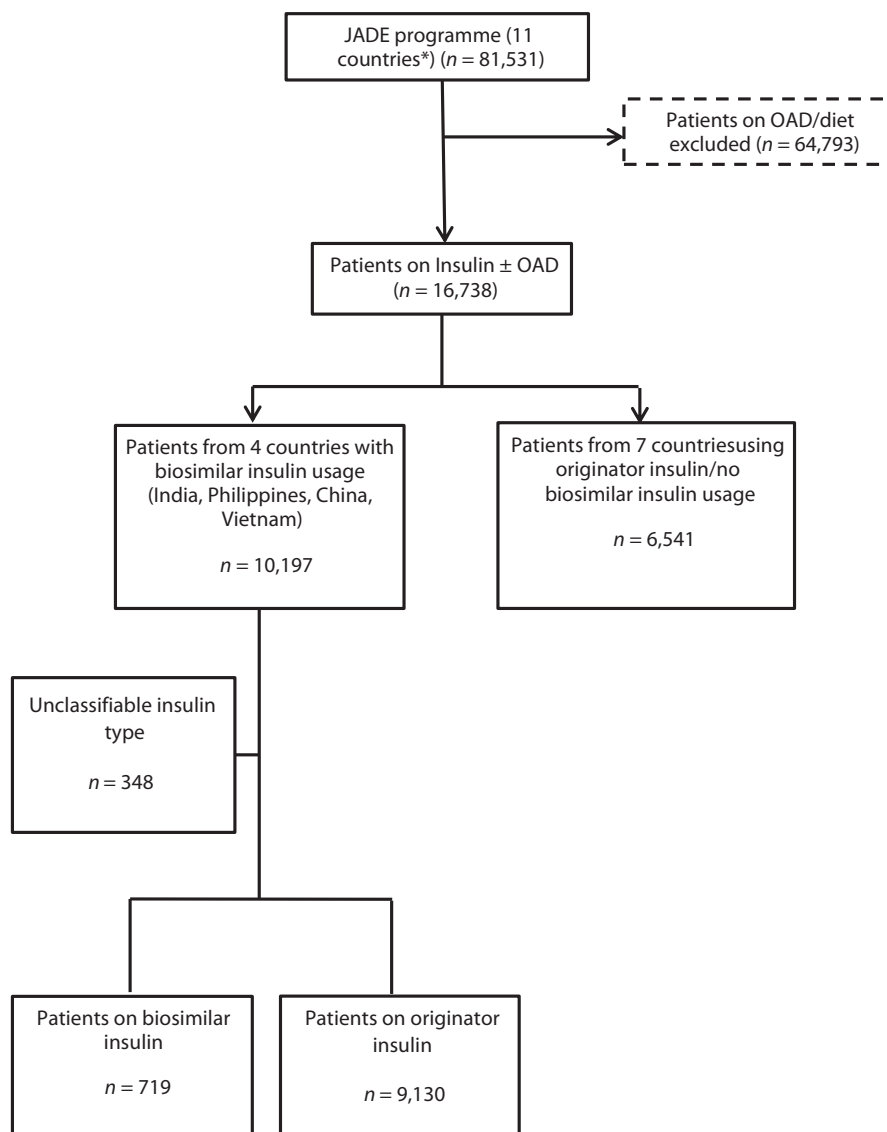 JADE programme (11
countries*) (n = 81,531)
Patients on OAD/diet
excluded (n = 64,793)
Patients on Insulin ± OAD
(n = 16,738)
Patients from 4 countries with
biosimilar insulin usage
(India, Philippines, China,
Vietnam)
n = 10,197
Patients from 7 countriesusing
originator insulin/no
biosimilar insulin usage
n = 6,541
Unclassifiable insulin
type
n = 348
Patients on biosimilar
insulin
n = 719
Patients on originator
insulin
n = 9,130